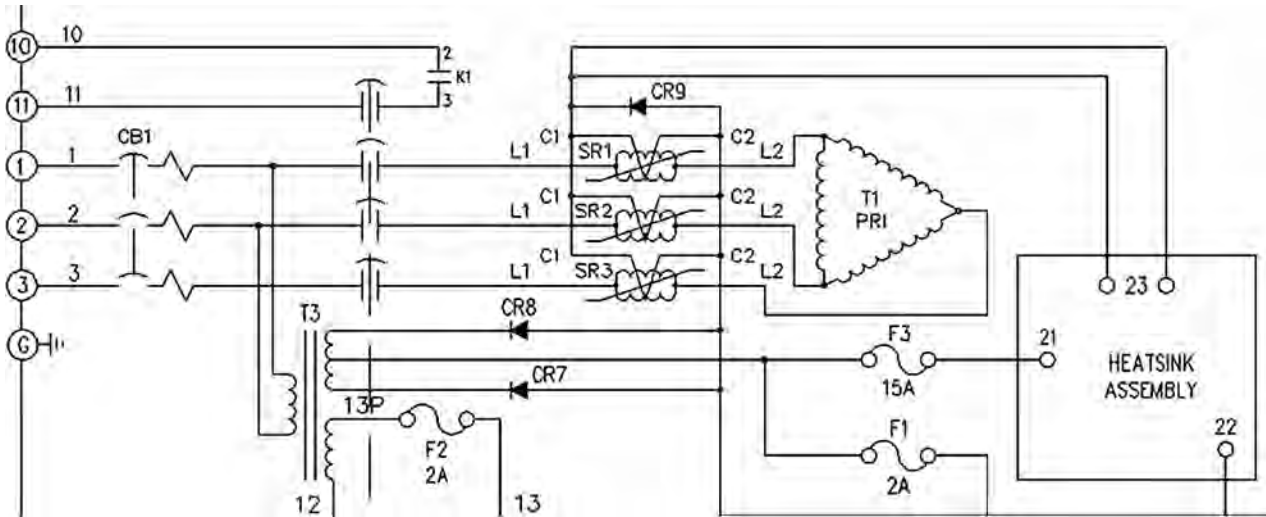 10 10
2
K1
11 11 3
CR9
CB1
C1 C2
1 1 L1 SR1 L2
T1
PRI
C1 C2
2 2 L1 SR2 L2
C1 C2
3 3 L1 SR3 L2
23
T3 CR8
G
F3 21
15A
HEATSINK
ASSEMBLY
CR7
13P
F1 22
F2
2A
2A
12 13